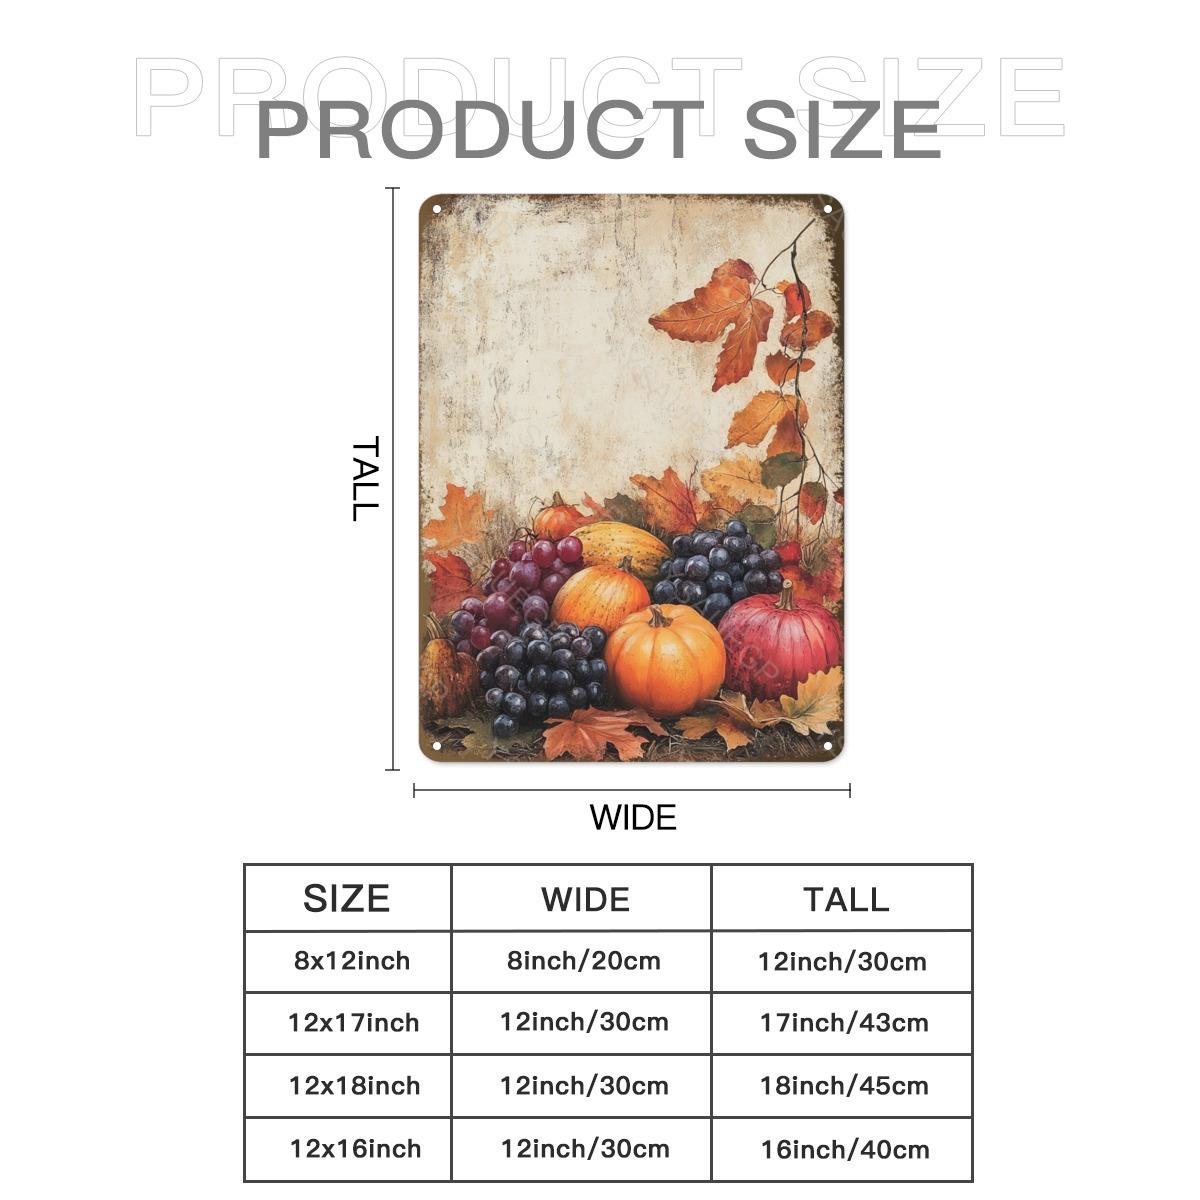 PRODUCT SIZE
PRODUCT SIZE
TALL
WIDE
SIZE WIDE TALL
8x12inch 8inch/20cm 12inch/30cm
12x17inch 12inch/30cm 17inch/43cm
12x18inch 12inch/30cm 18inch/45cm
12x16inch 12inch/30cm 16inch/40cm